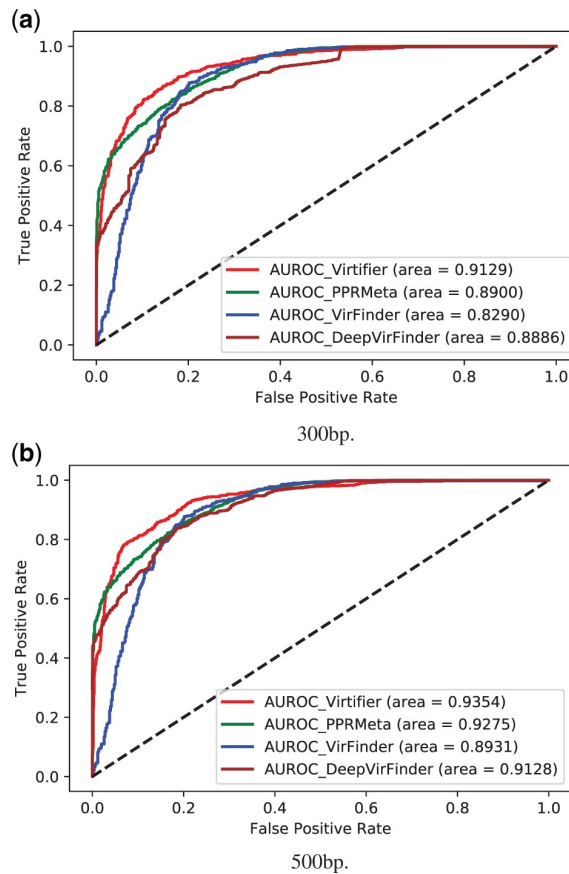 (a)
1.0
0.8
0.6
0.4
0.2
0.0
True Positive Rate
AUROC_Virtifier (area = 0.9129)
AUROC_PPRMeta (area = 0.8900)
AUROC_VirFinder (area = 0.8290)
AUROC_DeepVirFinder (area = 0.8886)
0.0 0.2 0.4 0.6 0.8 1.0
False Positive Rate
300bp.
(b)
1.0
0.8
0.6
0.4
0.2
0.0
True Positive Rate
AUROC_Virtifier (area = 0.9354)
AUROC_PPRMeta (area = 0.9275)
AUROC_VirFinder (area = 0.8931)
AUROC_DeepVirFinder (area = 0.9128)
0.0 0.2 0.4 0.6 0.8 1.0
False Positive Rate
500bp.